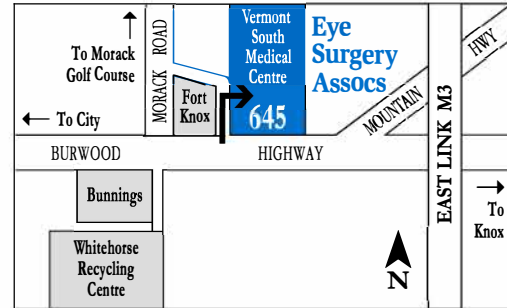 To Morack
Golf Course
MORACK ROAD
Vermont
South
Medical
Centre
645
Eye
Surgery
Assocs
Fort
Knox
To City
MOUNTAIN HWY
BURWOOD HIGHWAY
EAST LINK M3
To
Knox
Bunnings
Whitehorse
Recycling
Centre
N